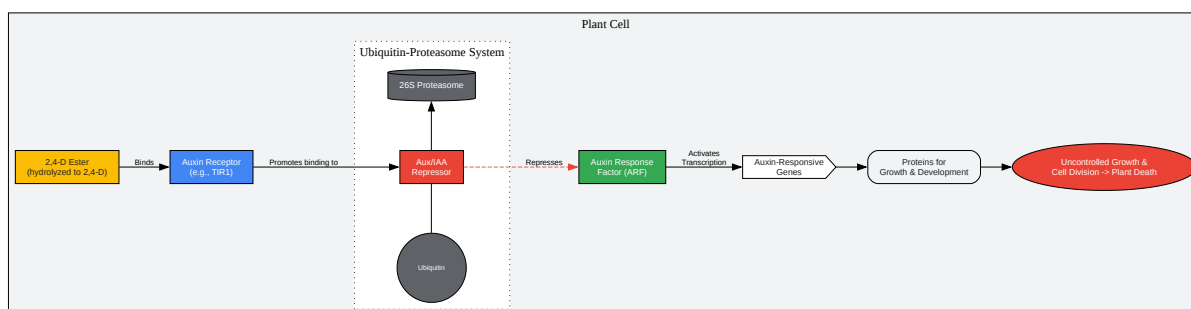 Plant Cell
Ubiquitin-Proteasome System
26S Proteasome
2,4-D Ester
(hydrolyzed to 2,4-D)
Binds
Auxin Receptor
(e.g., TIR1)
Promotes binding to
Aux/IAA
Repressor
Represses
Auxin Response
Factor (ARF)
Activates
Transcription
Auxin-Responsive
Genes
Proteins for
Growth & Development
Uncontrolled Growth &
Cell Division -> Plant Death
Ubiquitin